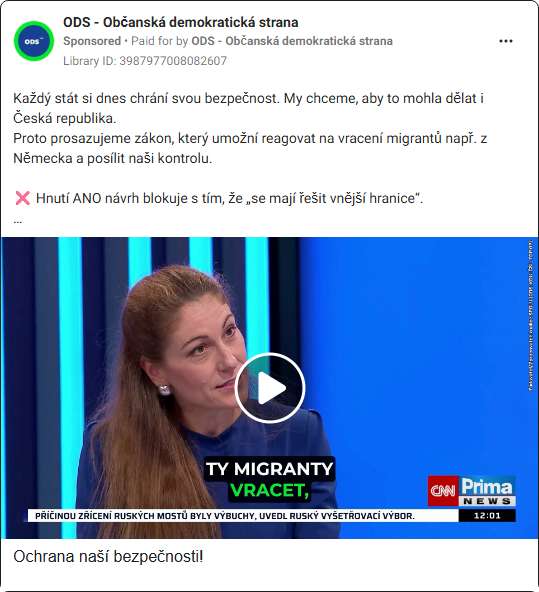 ODS - Občanská demokratická strana
Sponsored • Paid for by ODS - Občanská demokratická strana
Library ID: 3987977008082607
ODS
Každý stát si dnes chrání svou bezpečnost. My chceme, aby to mohla dělat i
Česká republika.
Proto prosazujeme zákon, který umožní reagovat na vracení migrantů např. z
Německa a posílit naši kontrolu.
❌ Hnutí ANO návrh blokuje s tím, že „se mají řešit vnější hranice“.
...
TY MIGRANTY
VRACET,
CNN Prima
NEWS
PŘÍČINOU ZŘÍCENÍ RUSKÝCH MOSTŮ BYLY VÝBUCHY, UVEDL RUSKÝ VYŠETŘOVACÍ VÝBOR.
12:01
Ochrana naší bezpečnosti!